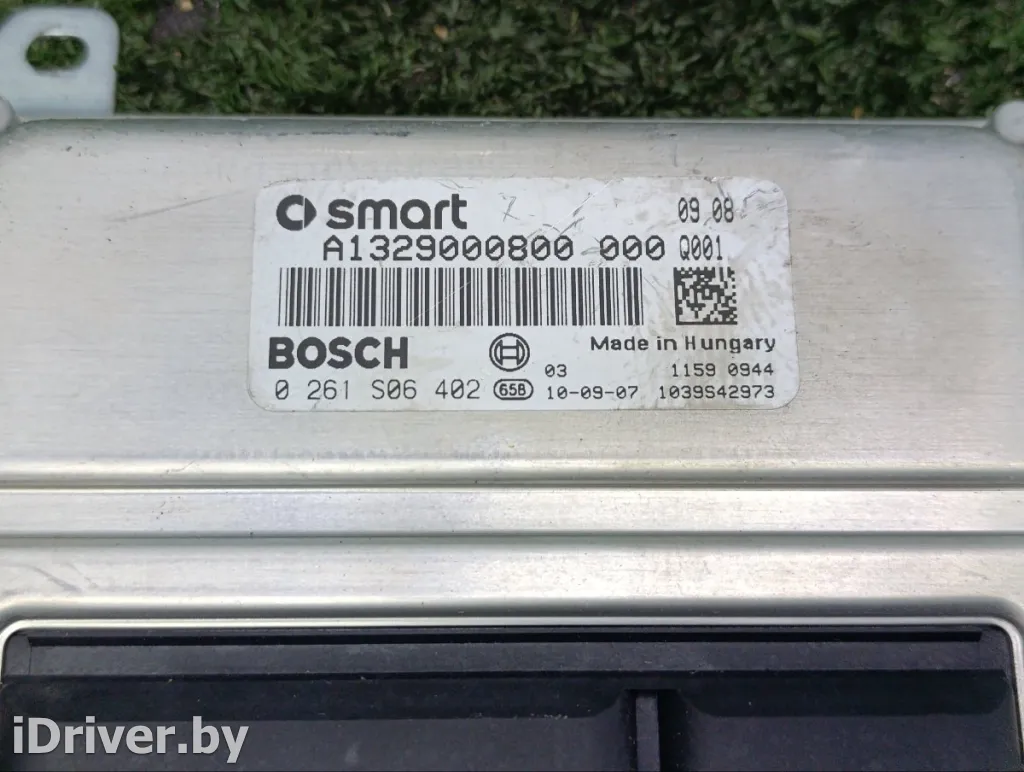 smart 09 08
A1329000800 000 Q001
BOSCH Made in Hungary
03 1159 0944
0 261 S06 402 65B 10-09-07 1039S42973
iDriver.by